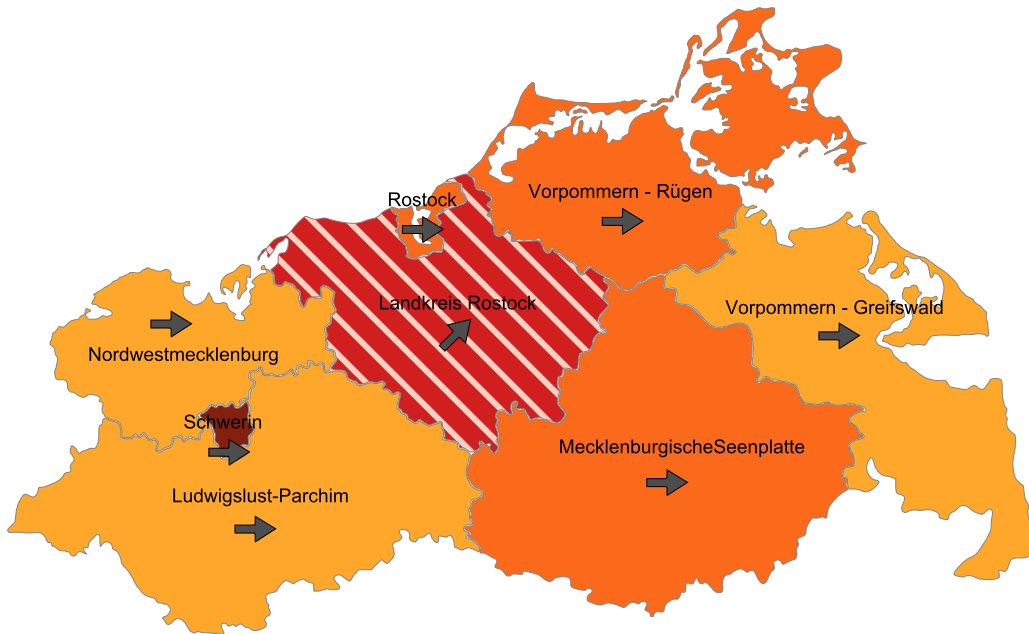 Vorpommern - Rügen
Rostock
Landkreis Rostock
Vorpommern - Greifswald
Nordwestmecklenburg
Schwerin
MecklenburgischeSeenplatte
Ludwigslust-Parchim